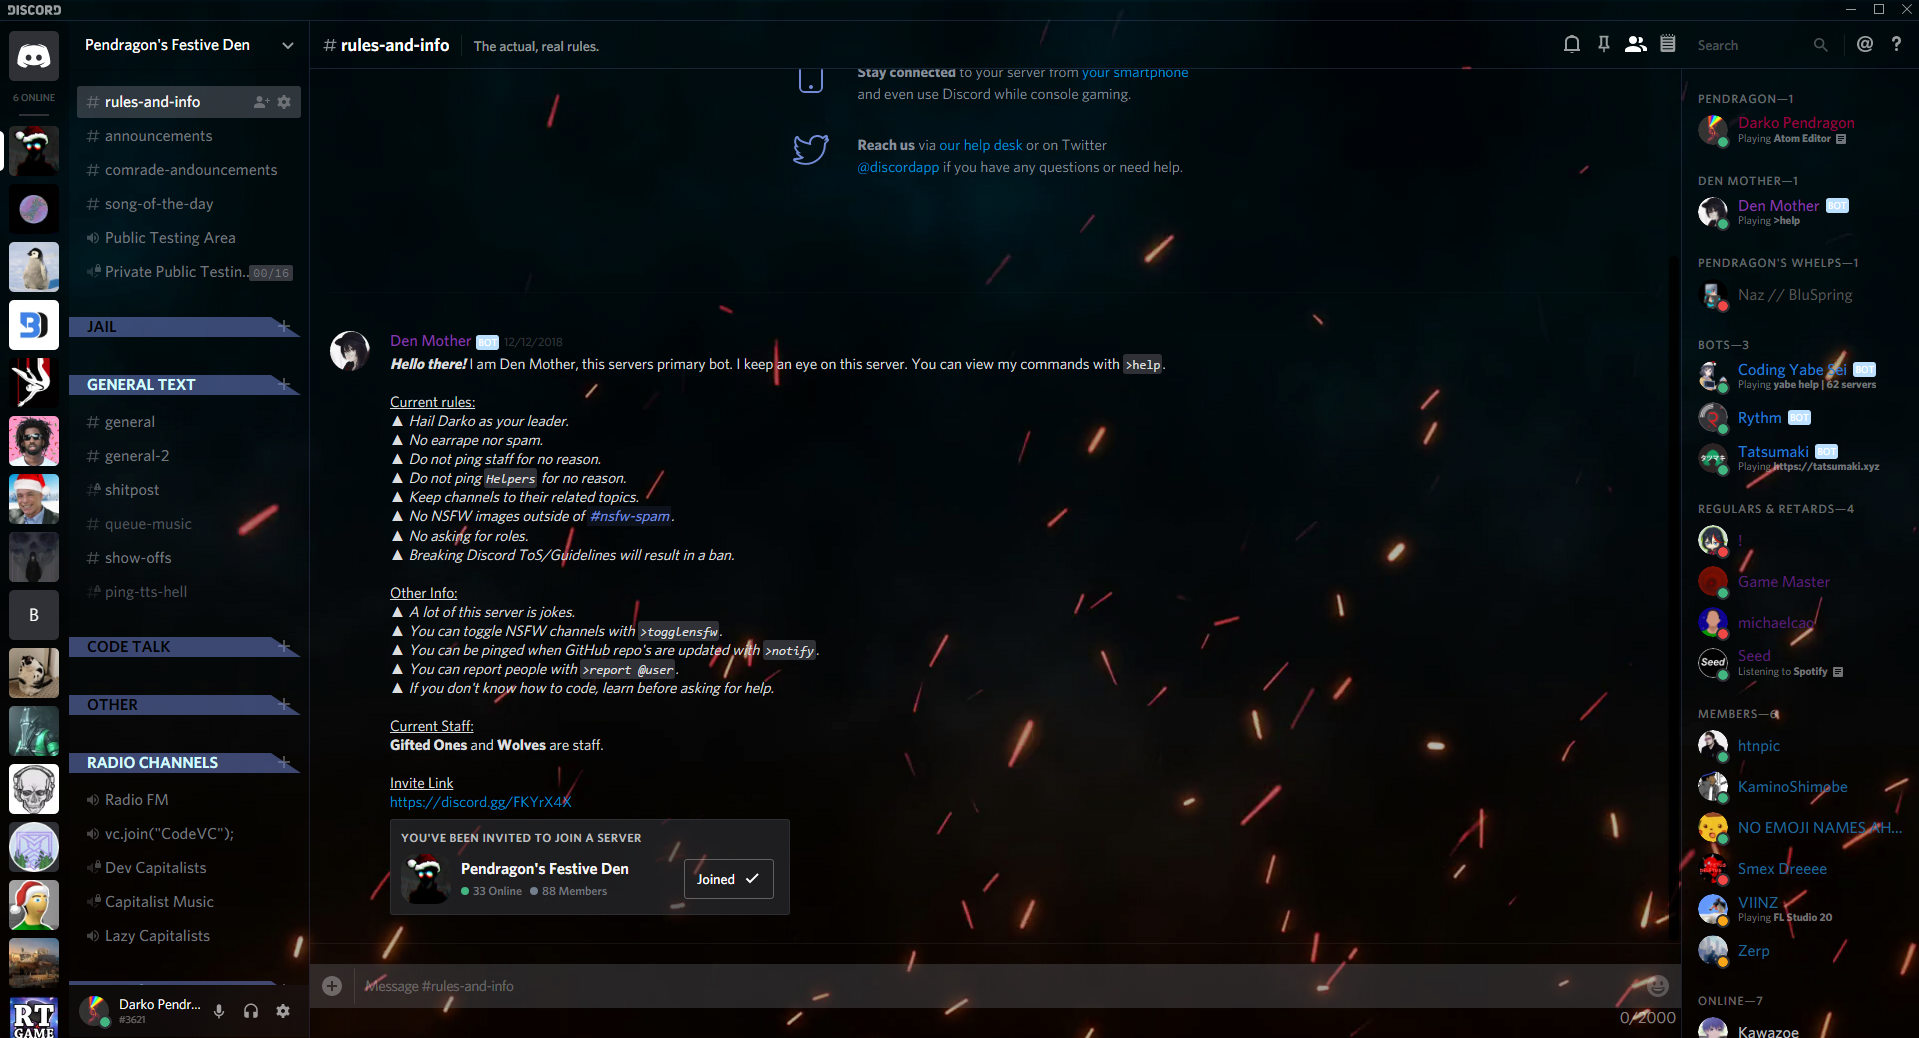 DISCORD
6 ONLINE
B
RT
GAME
Pendragon's Festive Den
# rules-and-info
# announcements
# comrade-andouncements
# song-of-the-day
Public Testing Area
Private Public Testin... 00/16
JAIL
GENERAL TEXT
# general
# general-2
shitpost
# queue-music
# show-offs
ping-tts-hell
CODE TALK
OTHER
RADIO CHANNELS
Radio FM
vc.join("CodeVC");
Dev Capitalists
Capitalist Music
Lazy Capitalists
Darko Pendr...
#3621
# rules-and-info The actual, real rules.
Search
Stay connected to your server from your smartphone
and even use Discord while console gaming.
Reach us via our help desk or on Twitter
@discordapp if you have any questions or need help.
Den Mother BOT 12/12/2018
Hello there! I am Den Mother, this servers primary bot. I keep an eye on this server. You can view my commands with >help.
Current rules:
▲ Hail Darko as your leader.
▲ No earrape nor spam.
▲ Do not ping staff for no reason.
▲ Do not ping Helpers for no reason.
▲ Keep channels to their related topics.
▲ No NSFW images outside of #nsfw-spam.
▲ No asking for roles.
▲ Breaking Discord ToS/Guidelines will result in a ban.
Other Info:
▲ A lot of this server is jokes.
▲ You can toggle NSFW channels with >togglensfw.
▲ You can be pinged when GitHub repo's are updated with >notify.
▲ You can report people with >report @user.
▲ If you don't know how to code, learn before asking for help.
Current Staff:
Gifted Ones and Wolves are staff.
Invite Link
https://discord.gg/FKYrX4X
YOU'VE BEEN INVITED TO JOIN A SERVER
Pendragon's Festive Den
33 Online 88 Members
Joined
Message #rules-and-info
0/2000
PENDRAGON—1
Darko Pendragon
Playing Atom Editor
DEN MOTHER—1
Den Mother BOT
Playing >help
PENDRAGON'S WHELPS—1
Naz // BluSpring
BOTS—3
Coding Yabe Sei BOT
Playing yabe help | 62 servers
Rythm BOT
Tatsumaki BOT
Playing https://tatsumaki.xyz
REGULARS & RETARDS—4
!
Game Master
michaelcao
Seed
Seed
Listening to Spotify
MEMBERS—6
htnpic
KaminoShimobe
NO EMOJI NAMES AH...
Smex Dreeee
VIINZ
Playing FL Studio 20
Zerp
ONLINE—7
Kawazoe